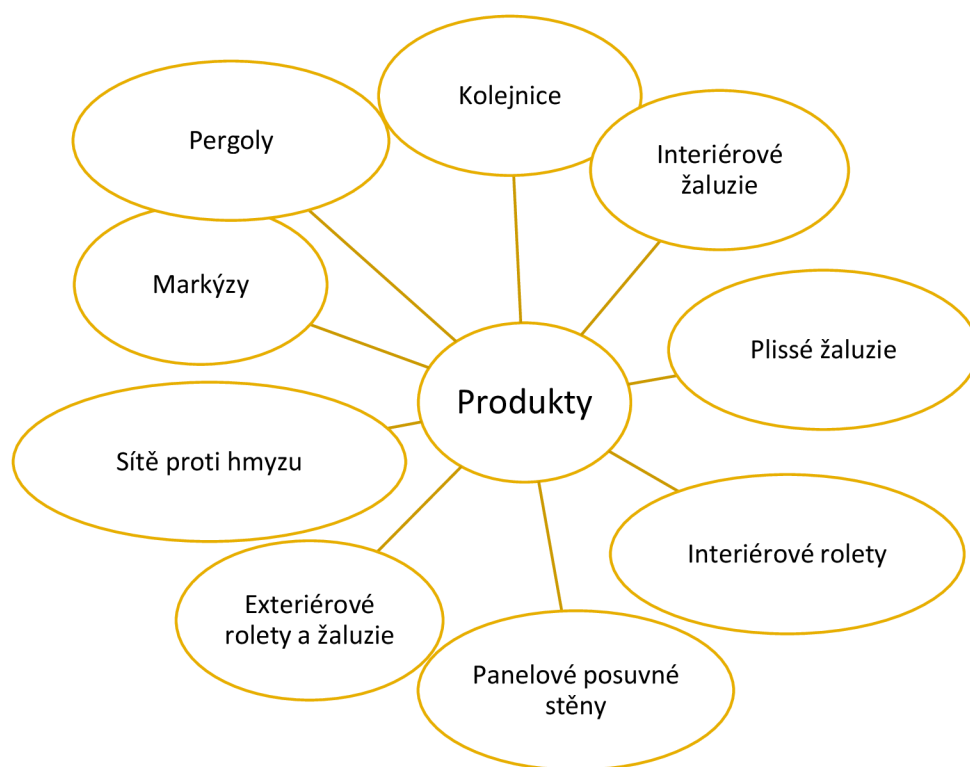 Kolejnice
Pergoly
Interiérové
žaluzie
Markýzy
Plissé žaluzie
Produkty
Sítě proti hmyzu
Interiérové rolety
Exteriérové
rolety a žaluzie
Panelové posuvné
stěny